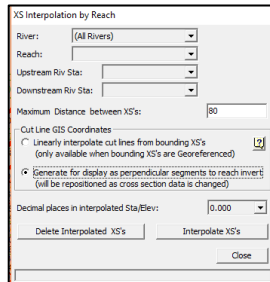 XS Interpolation by Reach
River: (All Rivers)
Reach:
Upstream Riv Sta:
Downstream Riv Sta:
Maximum Distance between XS's: 80
Cut Line GIS Coordinates
Linearly interpolate cut lines from bounding XS's
(only available when bounding XS's are Georeferenced)
?
Generate for display as perpendicular segments to reach invert
(will be repositioned as cross section data is changed)
Decimal places in interpolated Sta/Elev: 0.000
Delete Interpolated XS's Interpolate XS's
Close